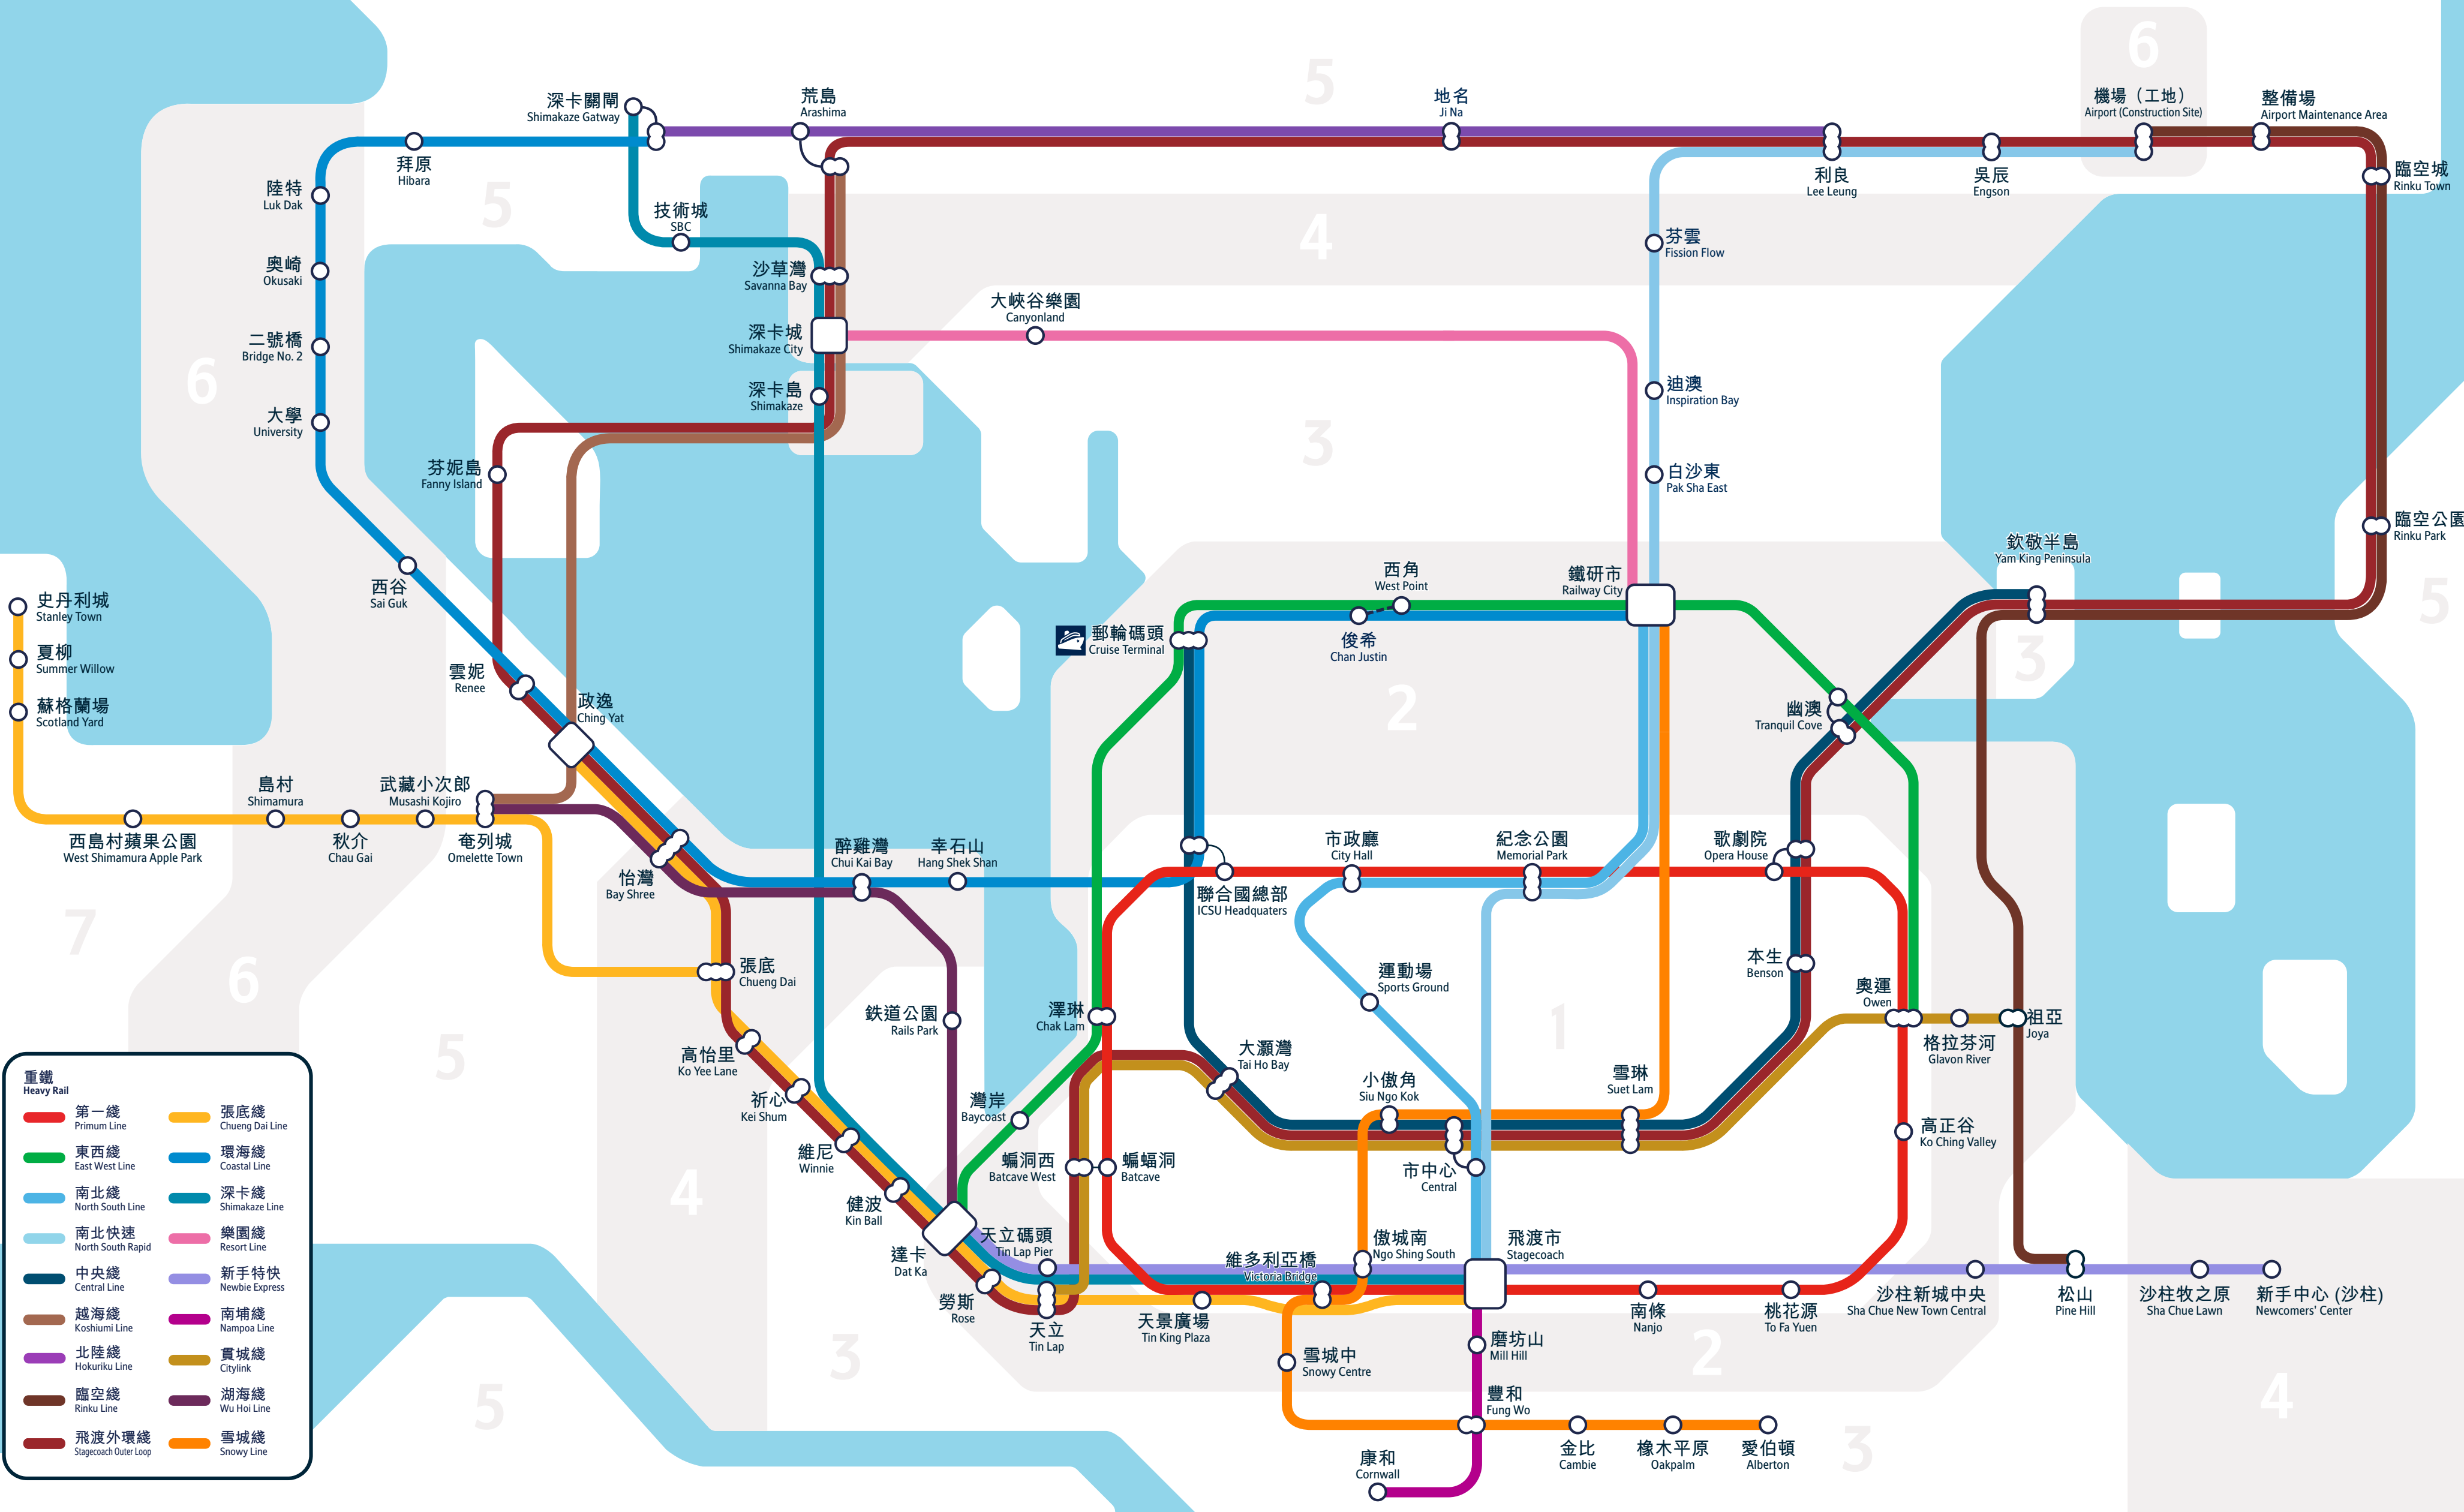 5
6
深卡關閘
Shimakaze Gatway
荒島
Arashima
地名
Ji Na
機場（工地）
Airport (Construction Site)
整備場
Airport Maintenance Area
拜原
Hibara
利良
Lee Leung
吳辰
Engson
臨空城
Rinku Town
陸特
Luk Dak
5
技術城
SBC
4
芬雲
Fission Flow
奧崎
Okusaki
沙草灣
Savanna Bay
大峽谷樂園
Canyonland
二號橋
Bridge No. 2
深卡城
Shimakaze City
6
深卡島
Shimakaze
迪澳
Inspiration Bay
大學
University
3
芬妮島
Fanny Island
白沙東
Pak Sha East
臨空公園
Rinku Park
欽敬半島
Yam King Peninsula
西谷
Sai Guk
西角
West Point
鐵研市
Railway City
5
史丹利城
Stanley Town
夏柳
Summer Willow
蘇格蘭場
Scotland Yard
郵輪碼頭
Cruise Terminal
俊希
Chan Justin
3
雲妮
Renee
政逸
Ching Yat
2
幽澳
Tranquil Cove
島村
Shimamura
武藏小次郎
Musashi Kojiro
西島村蘋果公園
West Shimamura Apple Park
秋介
Chau Gai
奄列城
Omelette Town
怡灣
Bay Shree
醉雞灣
Chui Kai Bay
幸石山
Hang Shek Shan
聯合國總部
ICSU Headquaters
市政廳
City Hall
紀念公園
Memorial Park
歌劇院
Opera House
7
6
張底
Chueng Dai
運動場
Sports Ground
本生
Benson
奧運
Owen
5
鉄道公園
Rails Park
澤琳
Chak Lam
1
格拉芬河
Glavon River
祖亞
Joya
高怡里
Ko Yee Lane
祈心
Kei Shum
灣岸
Baycoast
大灝灣
Tai Ho Bay
小傲角
Siu Ngo Kok
雪琳
Suet Lam
高正谷
Ko Ching Valley
維尼
Winnie
蝙洞西
Batcave West
蝙蝠洞
Batcave
市中心
Central
4
健波
Kin Ball
達卡
Dat Ka
天立碼頭
Tin Lap Pier
維多利亞橋
Victoria Bridge
傲城南
Ngo Shing South
飛渡市
Stagecoach
勞斯
Rose
天立
Tin Lap
天景廣場
Tin King Plaza
南條
Nanjo
桃花源
To Fa Yuen
沙柱新城中央
Sha Chue New Town Central
松山
Pine Hill
沙柱牧之原
Sha Chue Lawn
新手中心 (沙柱)
Newcomers' Center
3
雪城中
Snowy Centre
磨坊山
Mill Hill
2
5
豐和
Fung Wo
4
康和
Cornwall
金比
Cambie
橡木平原
Oakpalm
愛伯頓
Alberton
3
重鐵
Heavy Rail
第一綫
Primum Line
張底綫
Chueng Dai Line
東西綫
East West Line
環海綫
Coastal Line
南北綫
North South Line
深卡綫
Shimakaze Line
南北快速
North South Rapid
樂園綫
Resort Line
中央綫
Central Line
新手特快
Newbie Express
越海綫
Koshiumi Line
南埔綫
Nampoa Line
北陸綫
Hokuriku Line
貫城綫
Citylink
臨空綫
Rinku Line
湖海綫
Wu Hoi Line
飛渡外環綫
Stagecoach Outer Loop
雪城綫
Snowy Line